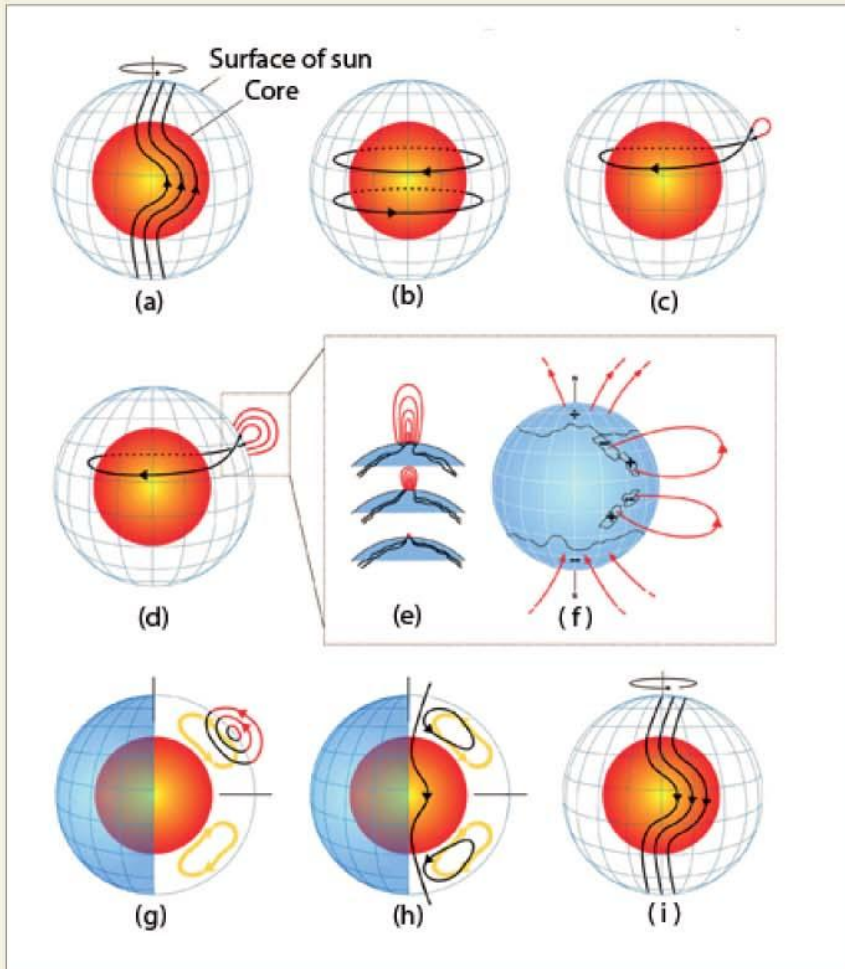 Surface of sun
Core
(a)
(b)
(c)
(d)
(e)
(f)
+
-
+
-
+
-
(g)
(h)
(i)